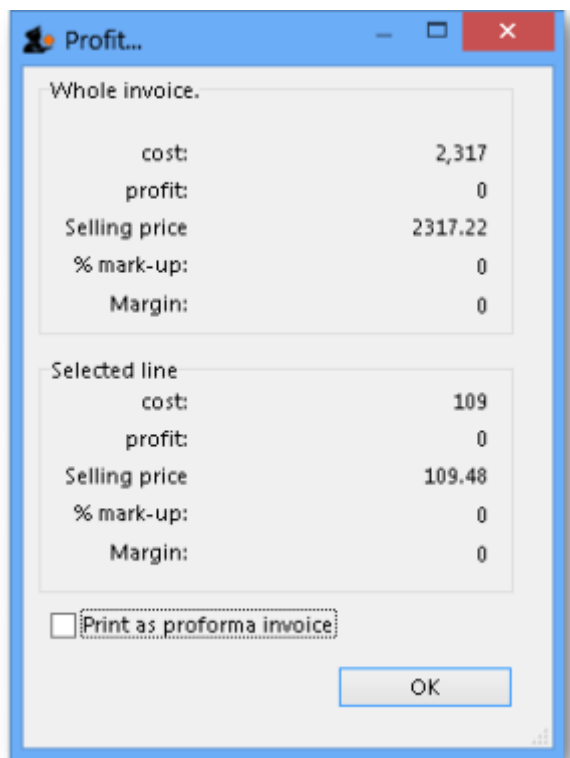 Profit...
Whole invoice.
cost: 2,317
profit: 0
Selling price 2317.22
% mark-up: 0
Margin: 0
Selected line
cost: 109
profit: 0
Selling price 109.48
% mark-up: 0
Margin: 0
Print as proforma invoice
OK